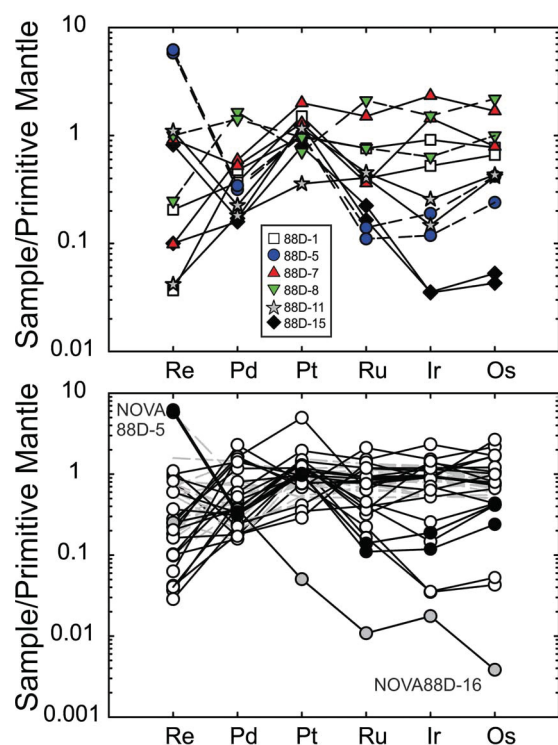 10
1
0.1
0.01
Sample/Primitive Mantle
88D-1
88D-5
88D-7
88D-8
88D-11
88D-15
Re Pd Pt Ru Ir Os
10
1
0.1
0.01
0.001
Sample/Primitive Mantle
NOVA
88D-5
NOVA88D-16
Re Pd Pt Ru Ir Os